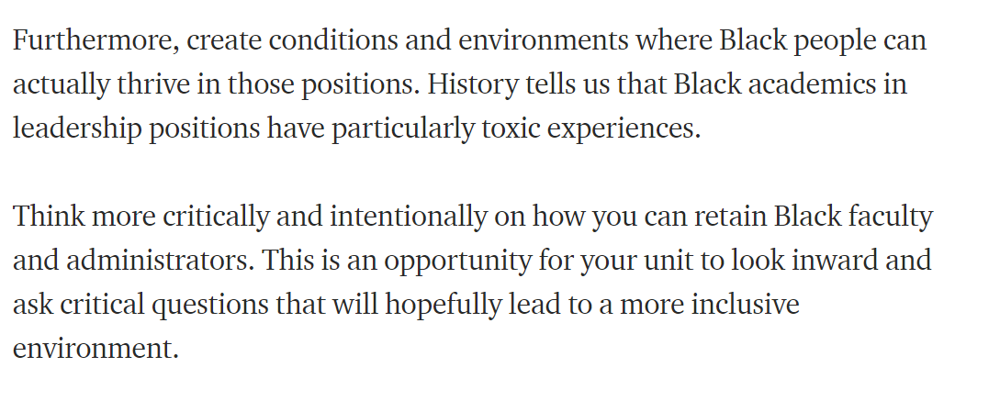 Furthermore, create conditions and environments where Black people can
actually thrive in those positions. History tells us that Black academics in
leadership positions have particularly toxic experiences.
Think more critically and intentionally on how you can retain Black faculty
and administrators. This is an opportunity for your unit to look inward and
ask critical questions that will hopefully lead to a more inclusive
environment.